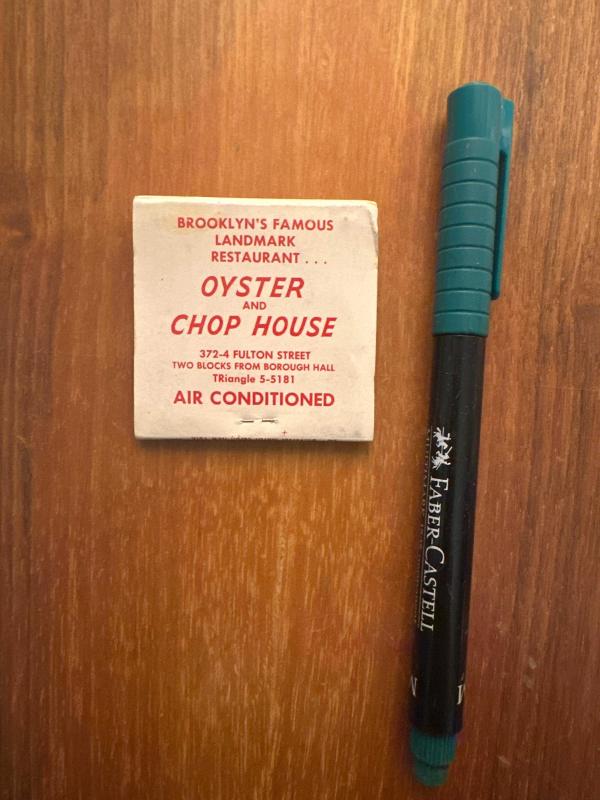 BROOKLYN'S FAMOUS
LANDMARK
RESTAURANT . . .
OYSTER
AND
CHOP HOUSE
372-4 FULTON STREET
TWO BLOCKS FROM BOROUGH HALL
TRiangle 5-5181
AIR CONDITIONED
FABER-CASTELL
M